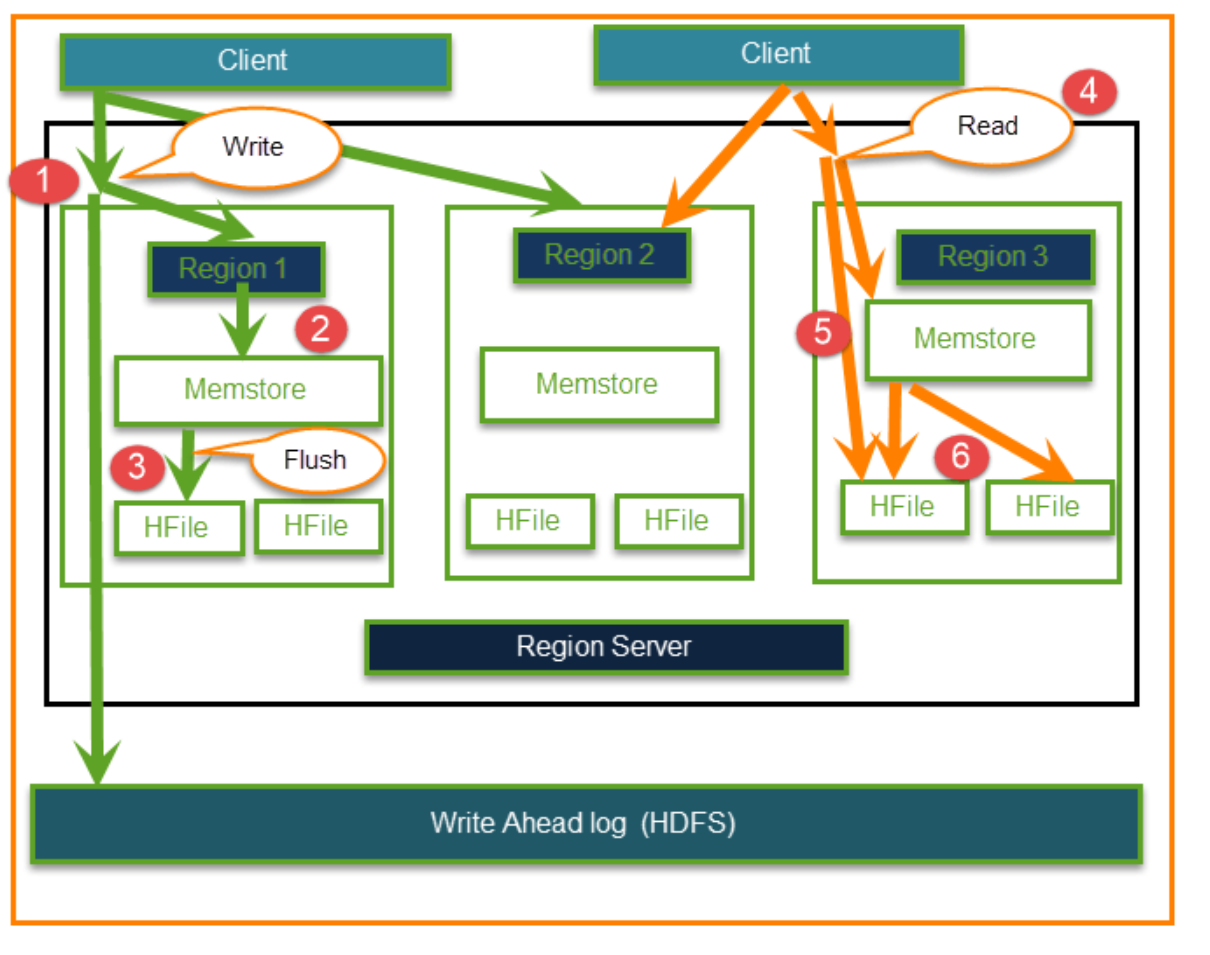 Client
Client
4
Read
Write
1
Region 1
Region 2
Region 3
2
5
Memstore
Memstore
Memstore
3
Flush
6
HFile
HFile
HFile
HFile
HFile
HFile
Region Server
Write Ahead log (HDFS)